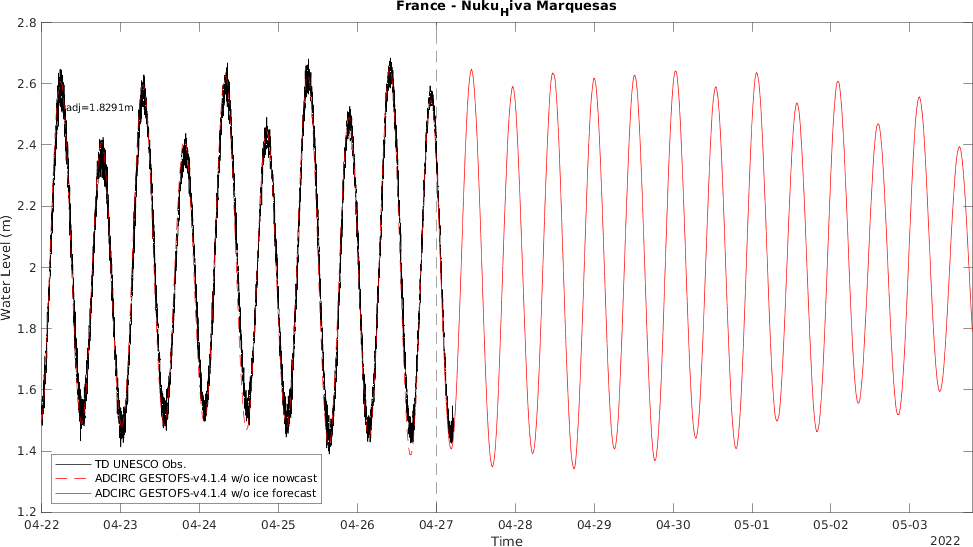 France - Nuku Hiva Marquesas
2.8
2.6
adj=1.8291m
2.4
2.2
2
1.8
1.6
1.4
1.2
Water Level (m)
TD UNESCO Obs.
ADCIRC GESTOFS-v4.1.4 w/o ice nowcast
ADCIRC GESTOFS-v4.1.4 w/o ice forecast
04-22 04-23 04-24 04-25 04-26 04-27 04-28 04-29 04-30 05-01 05-02 05-03
Time
2022